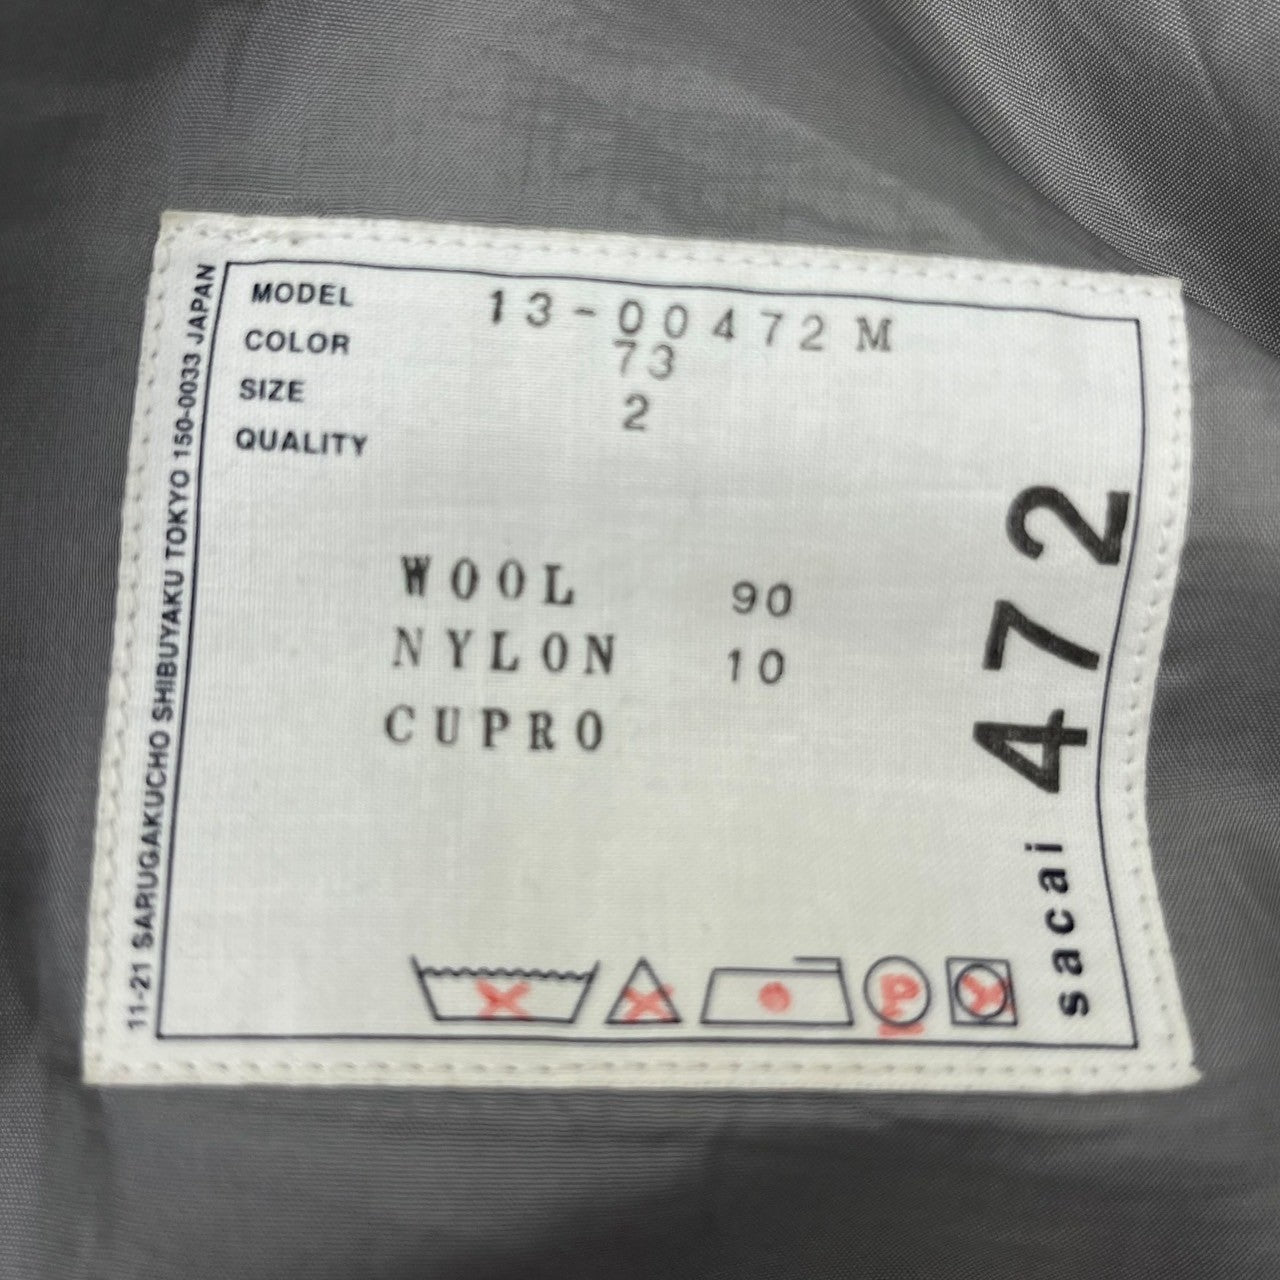 MODEL 13-00472M
COLOR 73
SIZE 2
QUALITY
WOOL 90
NYLON 10
CUPRO
sacai 472
11-21 SARUGAKUCHO SHIBUYAKU TOKYO 150-0033 JAPAN